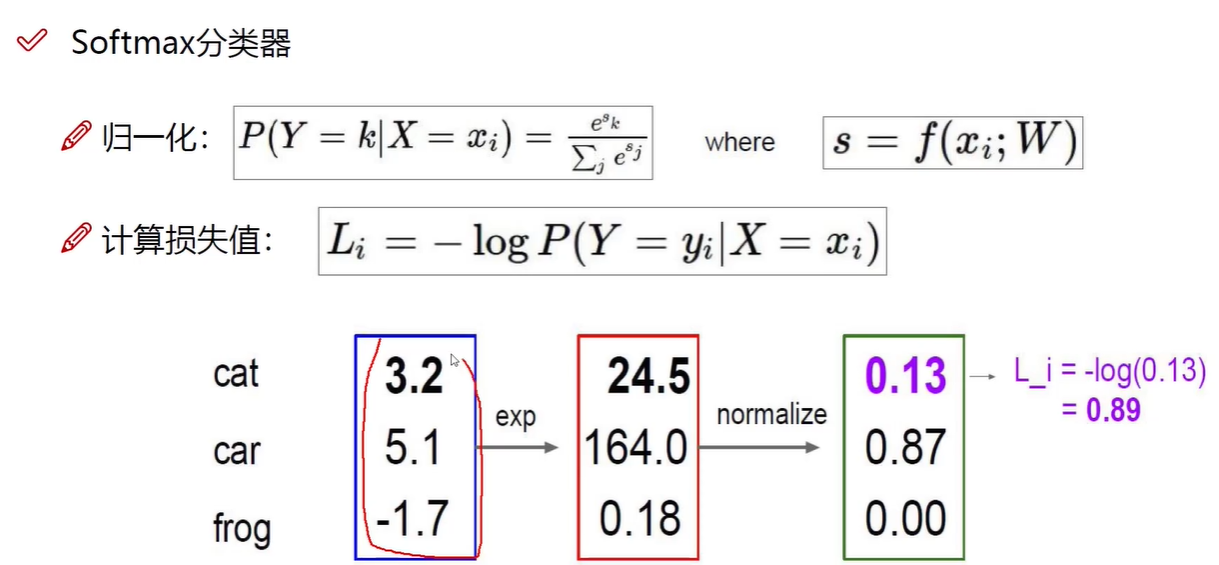 Softmax分类器
归一化: P(Y = k|X = x_i) = \frac{e^{s_k}}{\sum_j e^{s_j}} where s = f(x_i; W)
计算损失值: L_i = − log P(Y = y_i|X = x_i)
cat 3.2 24.5 0.13 L_i = -log(0.13)
= 0.89
exp normalize
car 5.1 164.0 0.87
frog -1.7 0.18 0.00